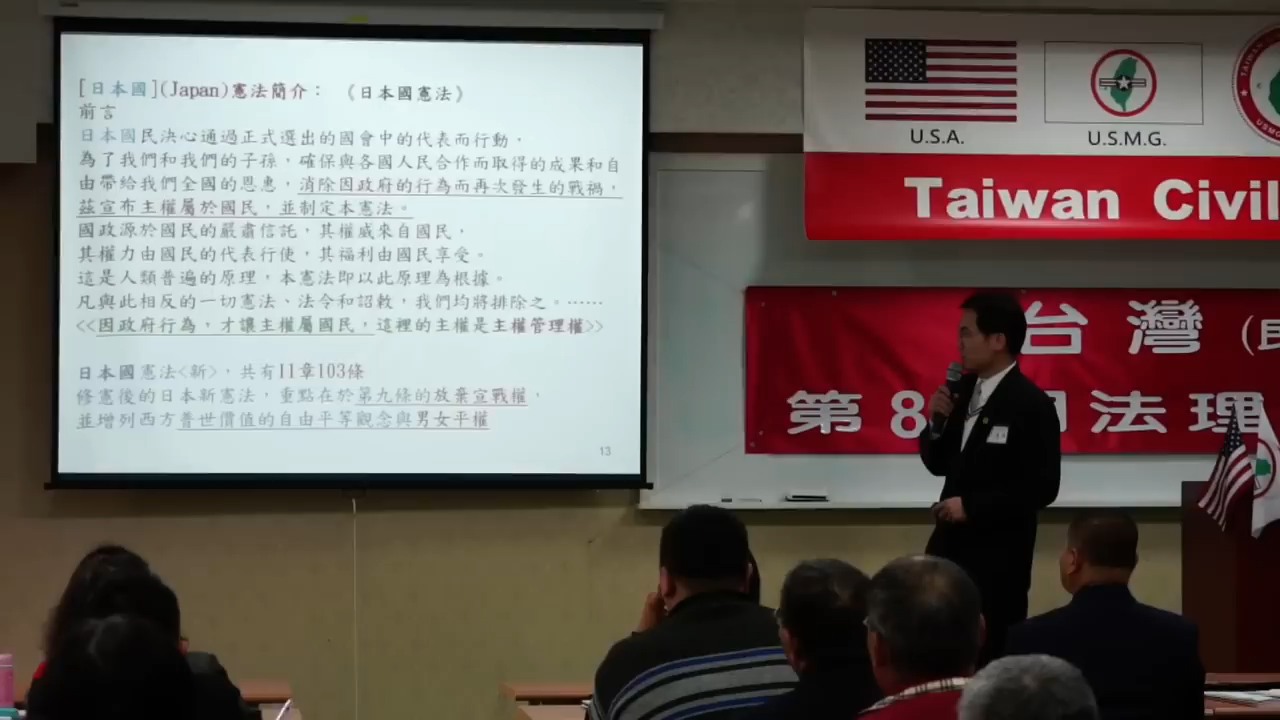 [日本國](Japan)憲法簡介： 《日本國憲法》
前言
日本國民決心通過正式選出的國會中的代表而行動，
為了我們和我們的子孫，確保與各國人民合作而取得的成果和自
由帶給我們全國的恩惠，消除因政府的行為而再次發生的戰禍，
茲宣布主權屬於國民，並制定本憲法。
國政源於國民的嚴肅信託，其權威來自國民，
其權力由國民的代表行使，其福利由國民享受。
這是人類普遍的原理，本憲法即以此原理為根據。
凡與此相反的一切憲法、法令和詔敕，我們均將排除之。……
<<因政府行為，才讓主權屬國民，這裡的主權是主權管理權>>
日本國憲法<新>，共有11章103條
修憲後的日本新憲法，重點在於第九條的放棄宣戰權，
並增列西方普世價值的自由平等觀念與男女平權
13
U.S.A. U.S.M.G.
Taiwan Civil
台灣(民
第8 法理